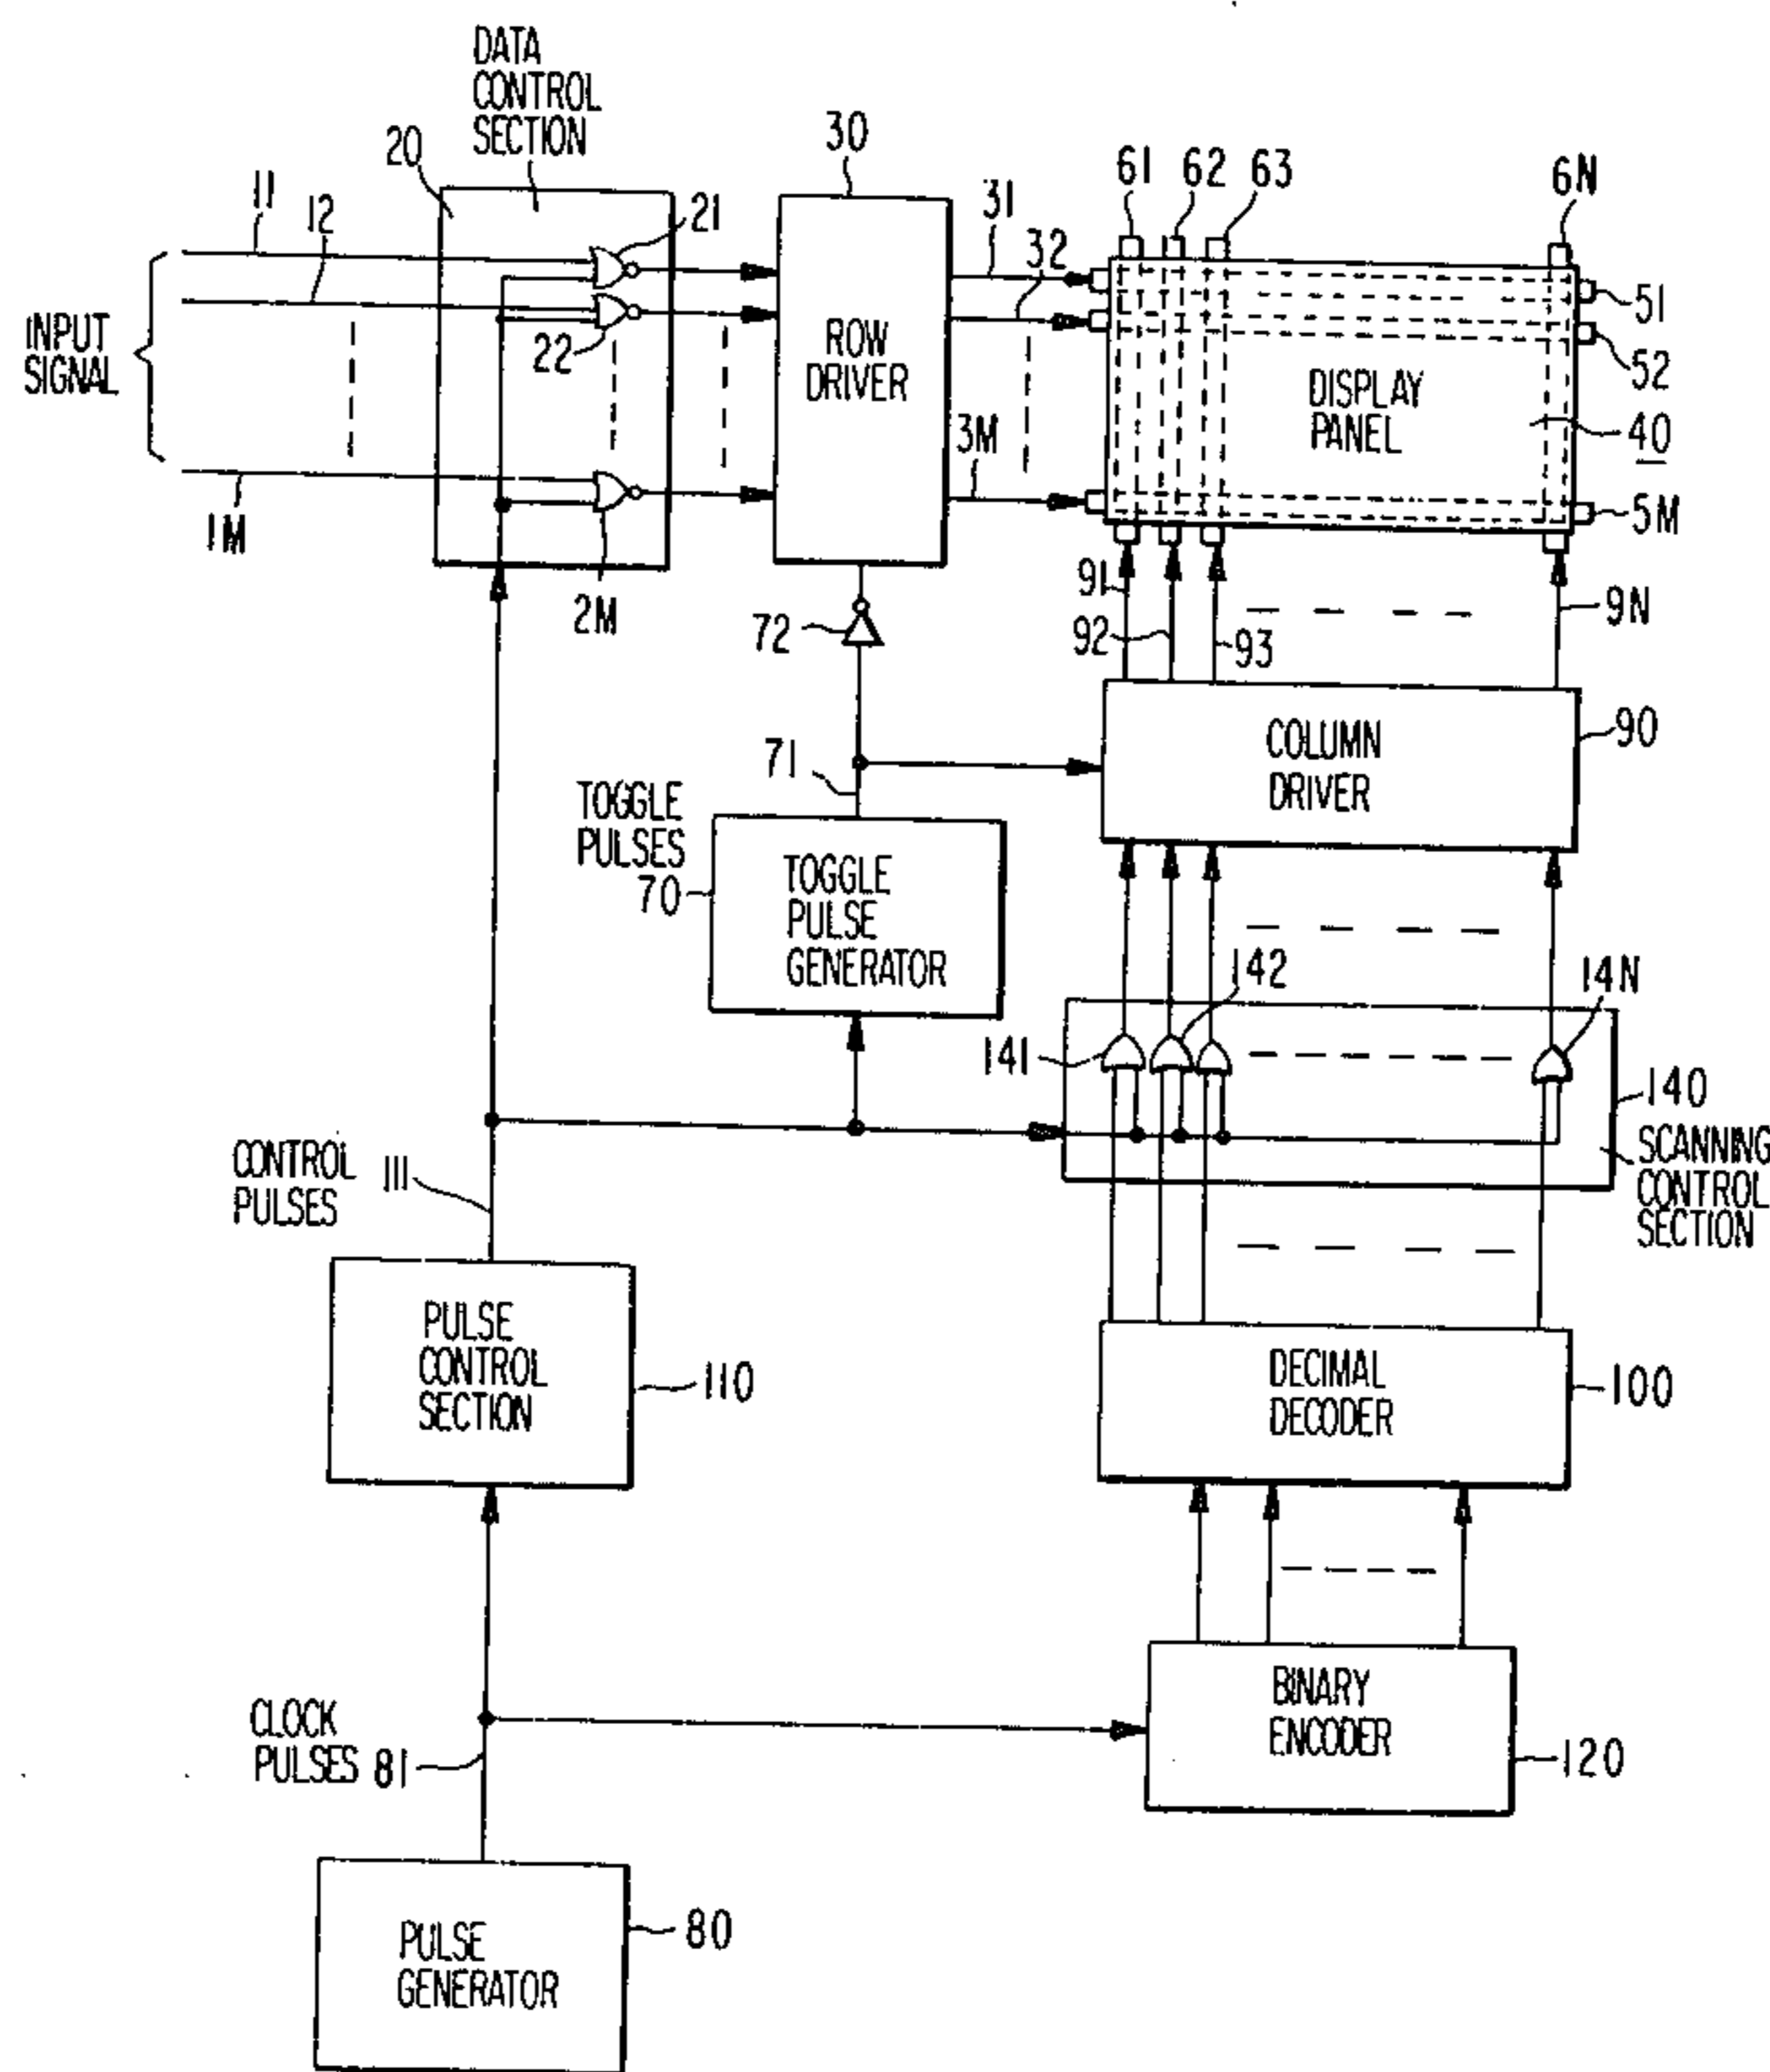 DATA
CONTROL
SECTION
20
30
61
62
63
6N
11
12
21
31
32
51
INPUT
SIGNAL
22
ROW
DRIVER
DISPLAY
PANEL
52
40
1M
3M
5M
2M
72
91
92
93
9N
71
COLUMN
DRIVER
90
TOGGLE
PULSES
70
TOGGLE
PULSE
GENERATOR
142
14N
141
140
SCANNING
CONTROL
SECTION
CONTROL
PULSES
111
PULSE
CONTROL
SECTION
110
DECIMAL
DECODER
100
CLOCK
PULSES 81
BINARY
ENCODER
120
PULSE
GENERATOR
80